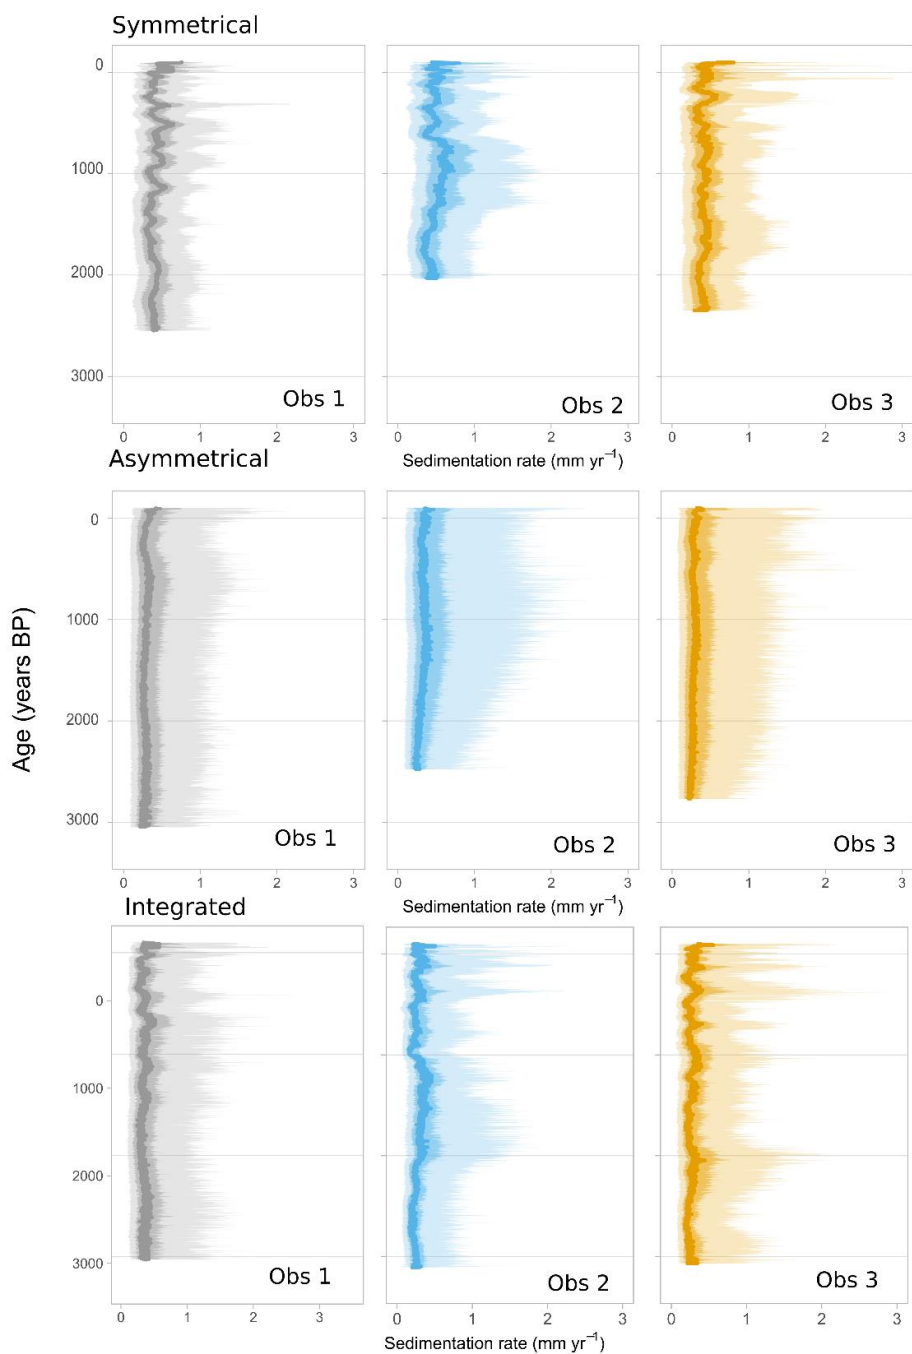 Symmetrical
0
1000
2000
3000
Obs 1
Obs 2
Obs 3
0 1 2 3
0 1 2 3
0 1 2 3
Sedimentation rate (mm yr⁻¹)
Asymmetrical
Age (years BP)
0
1000
2000
3000
Obs 1
Obs 2
Obs 3
0 1 2 3
0 1 2 3
0 1 2 3
Sedimentation rate (mm yr⁻¹)
Integrated
0
1000
2000
3000
Obs 1
Obs 2
Obs 3
0 1 2 3
0 1 2 3
0 1 2 3
Sedimentation rate (mm yr⁻¹)